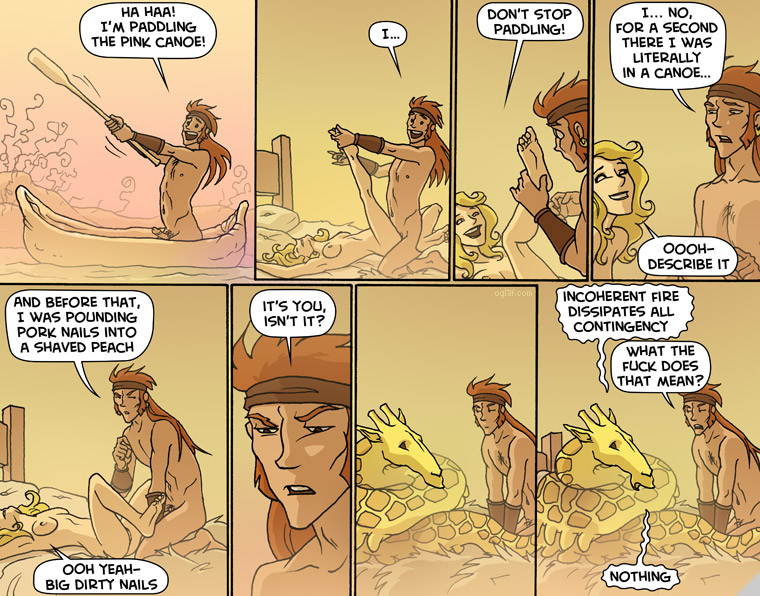 HA HAA!
I'M PADDLING
THE PINK CANOE!
I...
DON'T STOP
PADDLING!
I... NO,
FOR A SECOND
THERE I WAS
LITERALLY
IN A CANOE...
OOOH-
DESCRIBE IT
AND BEFORE THAT,
I WAS POUNDING
PORK NAILS INTO
A SHAVED PEACH
OOH YEAH-
BIG DIRTY NAILS
IT'S YOU,
ISN'T IT?
oglaf.com
INCOHERENT FIRE
DISSIPATES ALL
CONTINGENCY
WHAT THE
FUCK DOES
THAT MEAN?
NOTHING